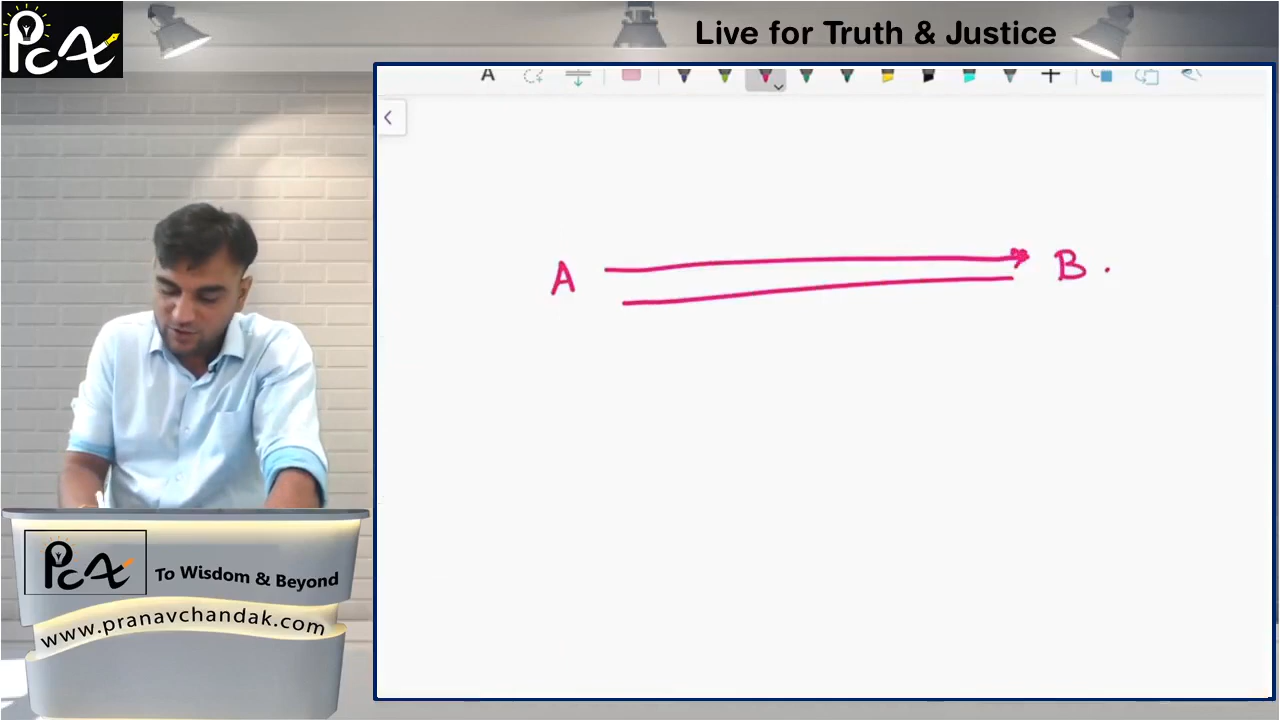 PCA
Live for Truth & Justice
A
A B .
PCA
To Wisdom & Beyond
www.pranavchandak.com